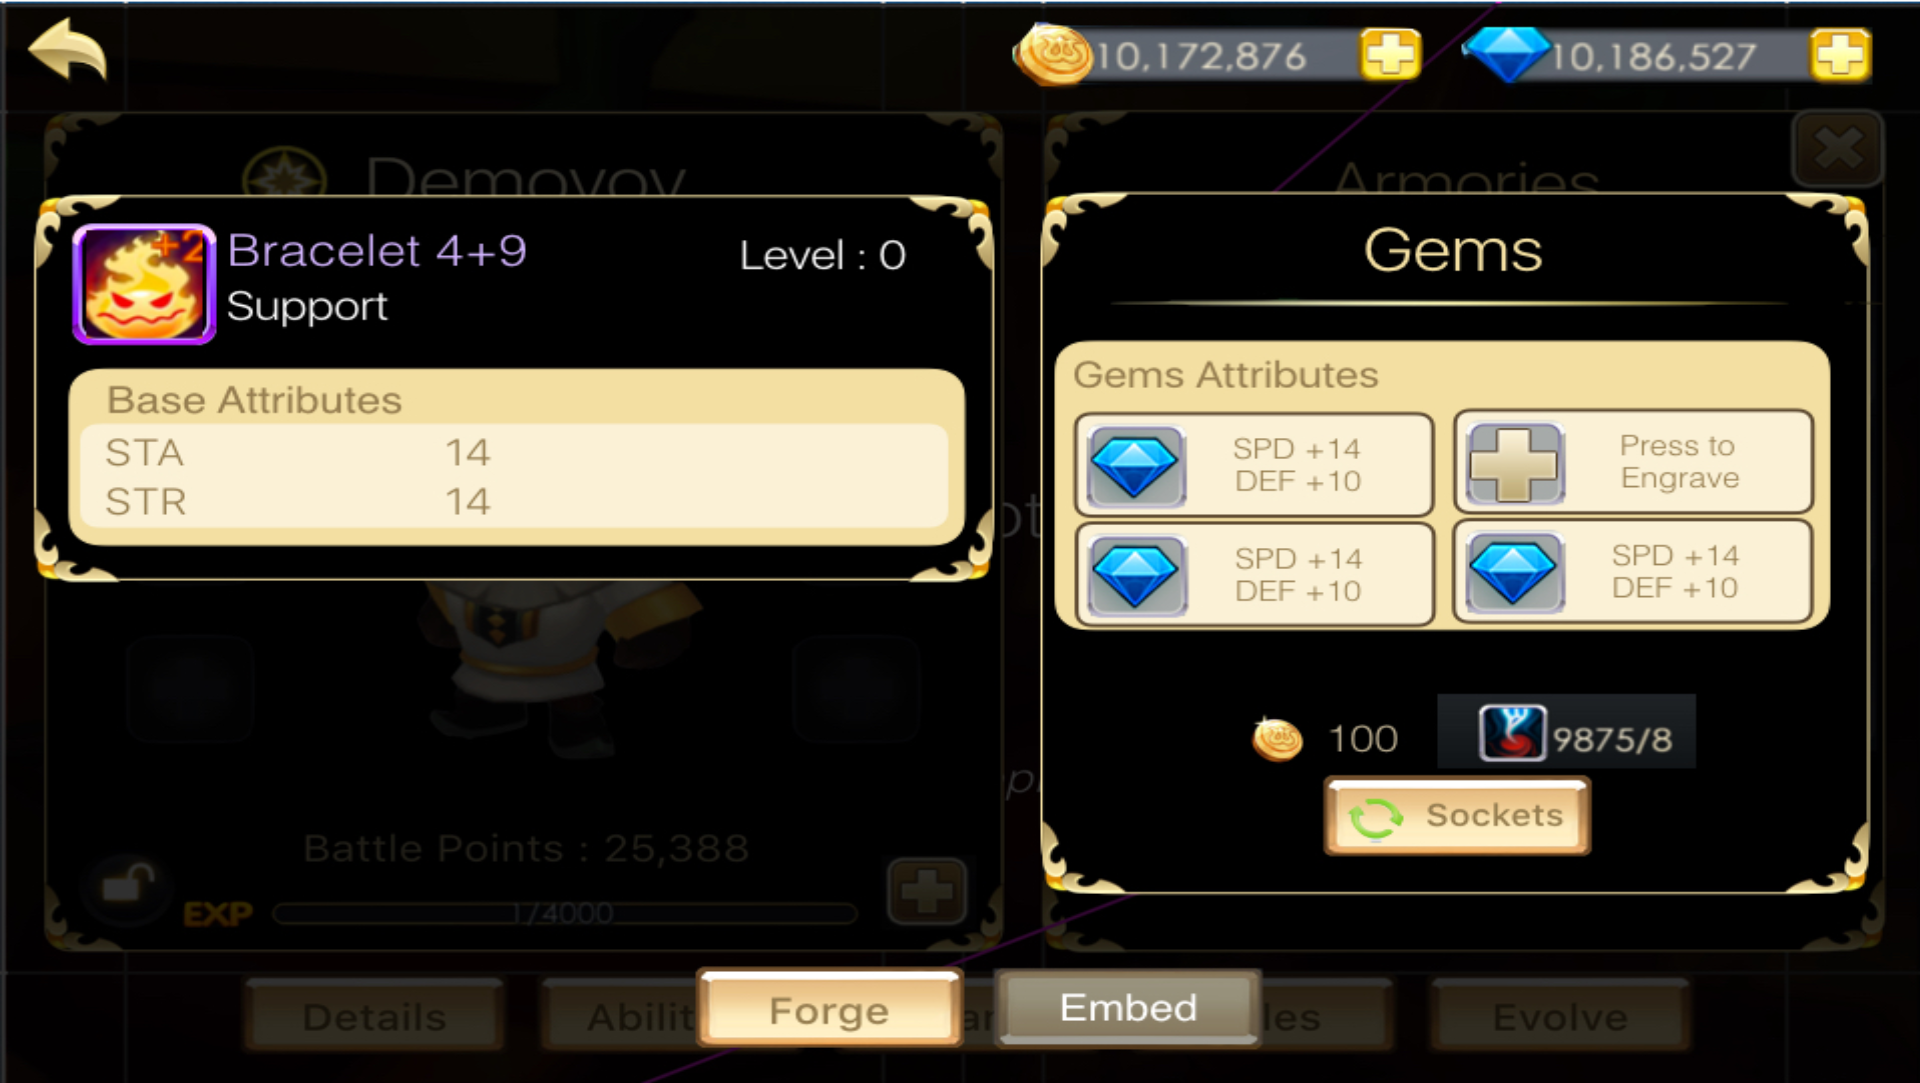 10,172,876
10,186,527
Demovoy
Armories
+2
Bracelet 4+9
Level : 0
Support
Base Attributes
STA 14
STR 14
Gems
Gems Attributes
SPD +14
DEF +10
Press to
Engrave
SPD +14
DEF +10
SPD +14
DEF +10
100
9875/8
Sockets
Battle Points : 25,388
EXP
1/4000
Details
Forge
Embed
Evolve